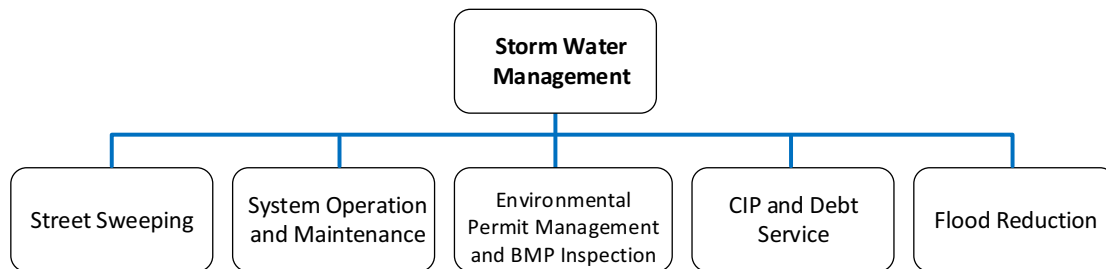 Storm Water
Management
Street Sweeping
System Operation
and Maintenance
Environmental
Permit Management
and BMP Inspection
CIP and Debt
Service
Flood Reduction